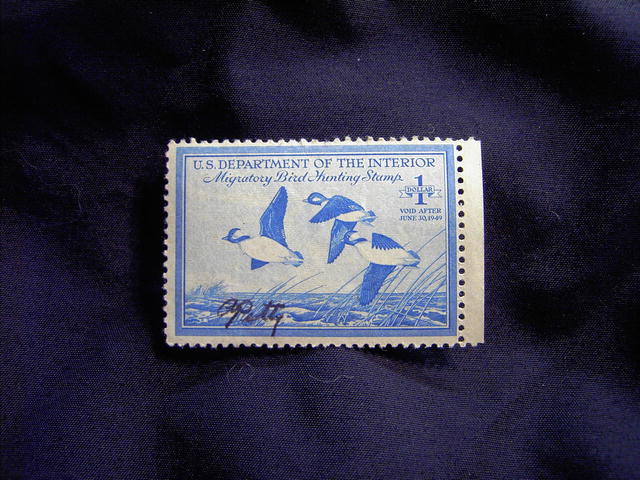 U.S. DEPARTMENT OF THE INTERIOR
Migratory Bird Hunting Stamp
1
DOLLAR
VOID AFTER
JUNE 30, 1949